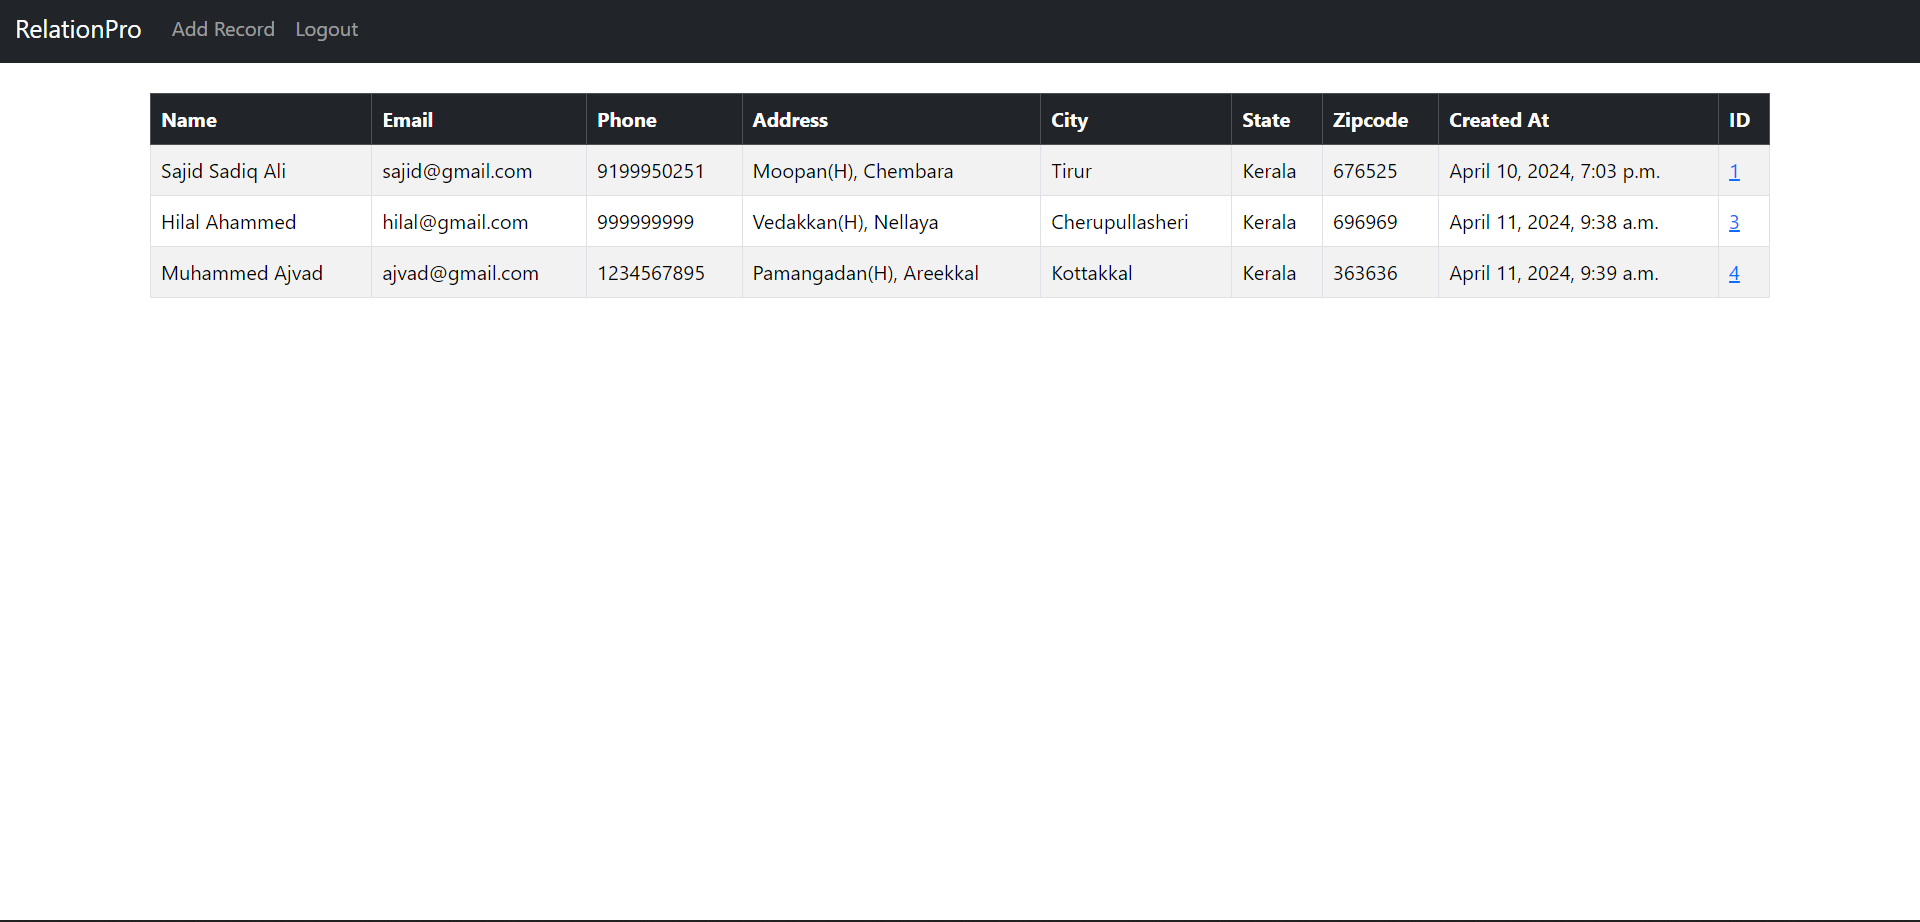 RelationPro Add Record Logout
Name Email Phone Address City State Zipcode Created At ID
Sajid Sadiq Ali sajid@gmail.com 9199950251 Moopan(H), Chembara Tirur Kerala 676525 April 10, 2024, 7:03 p.m. 1
Hilal Ahammed hilal@gmail.com 999999999 Vedakkan(H), Nellaya Cherupullasheri Kerala 696969 April 11, 2024, 9:38 a.m. 3
Muhammed Ajvad ajvad@gmail.com 1234567895 Pamangadan(H), Areekkal Kottakkal Kerala 363636 April 11, 2024, 9:39 a.m. 4